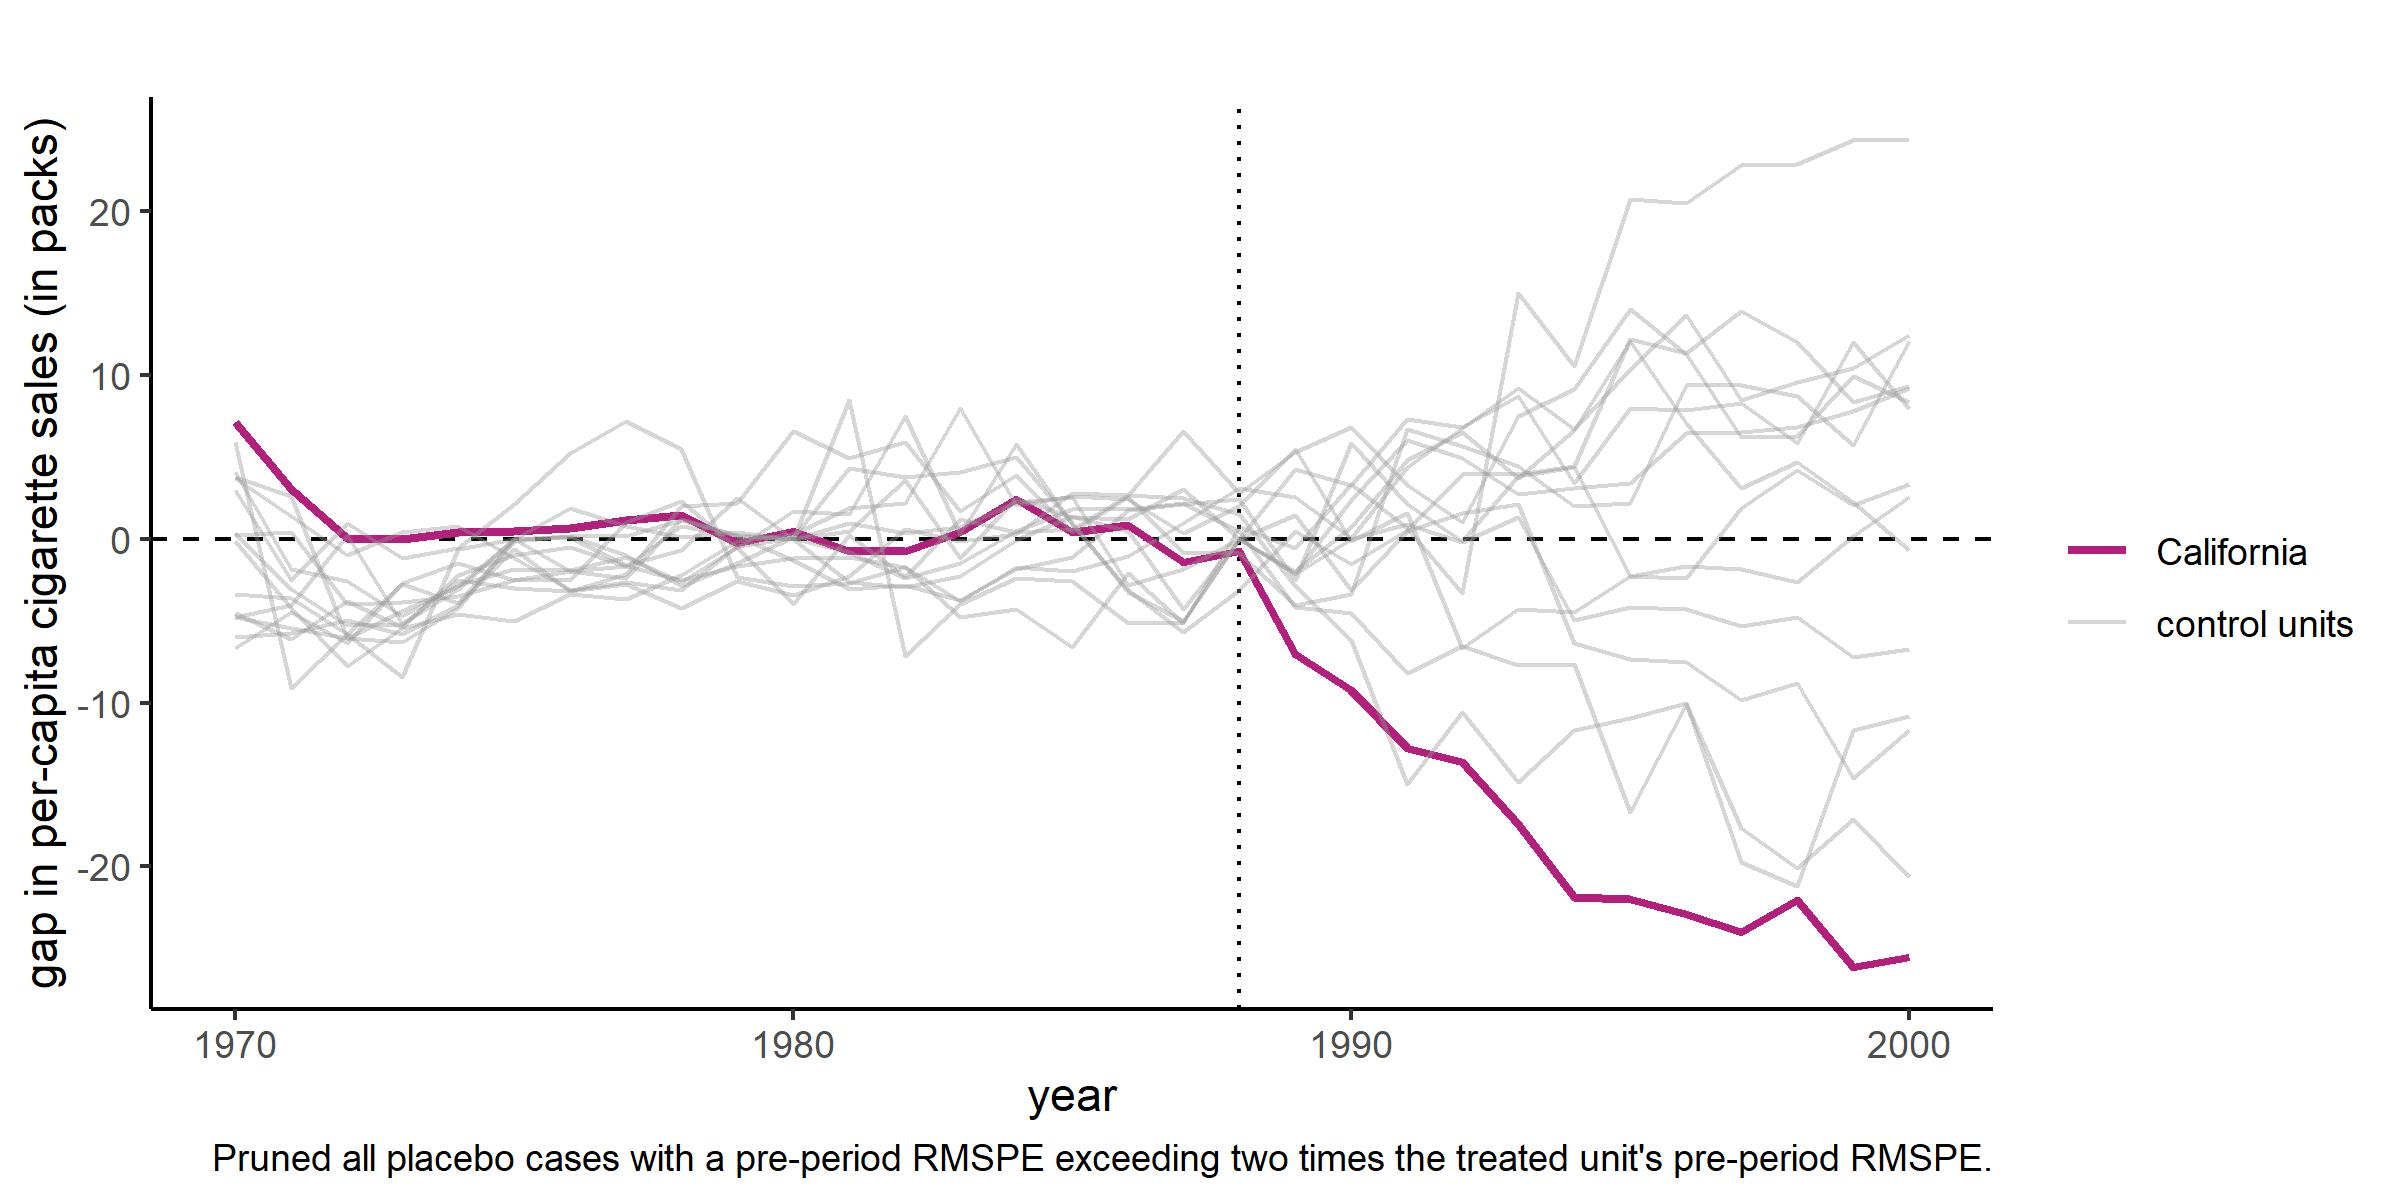 gap in per-capita cigarette sales (in packs)
20
10
0
-10
-20
1970
1980
1990
2000
year
California
control units
Pruned all placebo cases with a pre-period RMSPE exceeding two times the treated unit's pre-period RMSPE.